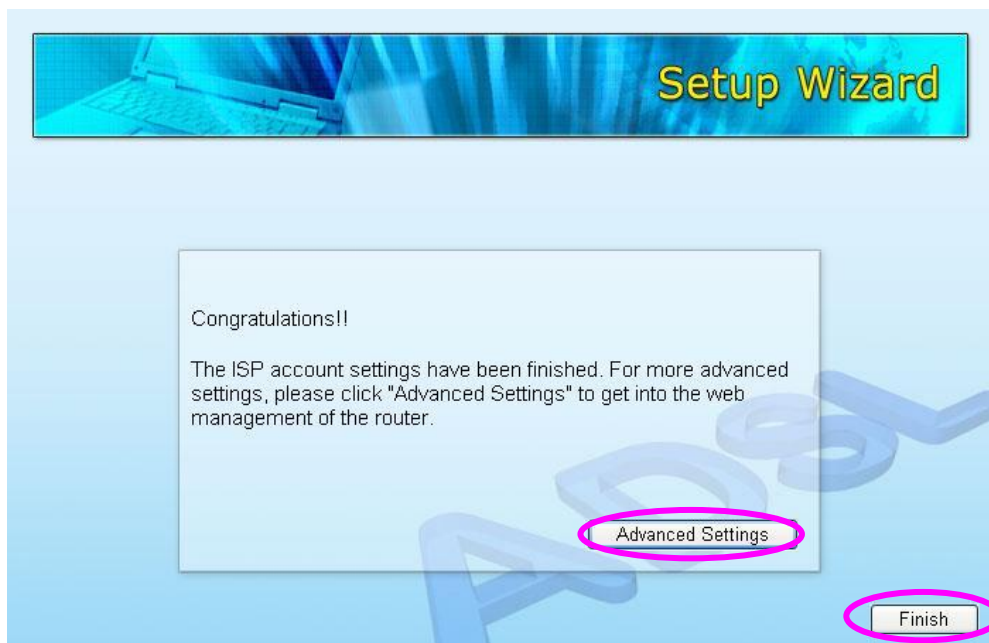 Setup Wizard
Congratulations!!
The ISP account settings have been finished. For more advanced
settings, please click "Advanced Settings" to get into the web
management of the router.
ADSL
Advanced Settings
Finish